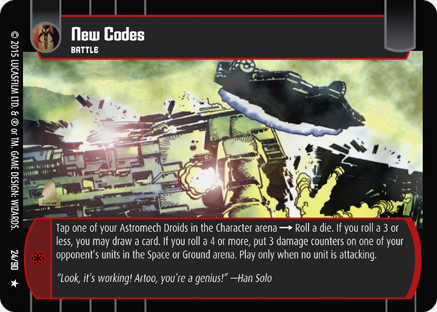 New Codes
BATTLE
Tap one of your Astromech Droids in the Character arena → Roll a die. If you roll a 3 or
less, you may draw a card. If you roll a 4 or more, put 3 damage counters on one of your
opponent's units in the Space or Ground arena. Play only when no unit is attacking.
"Look, it's working! Artoo, you're a genius!" —Han Solo
© 2015 LUCASFILM LTD. & ® or TM. GAME DESIGN: WIZARDS. 24/90 ★